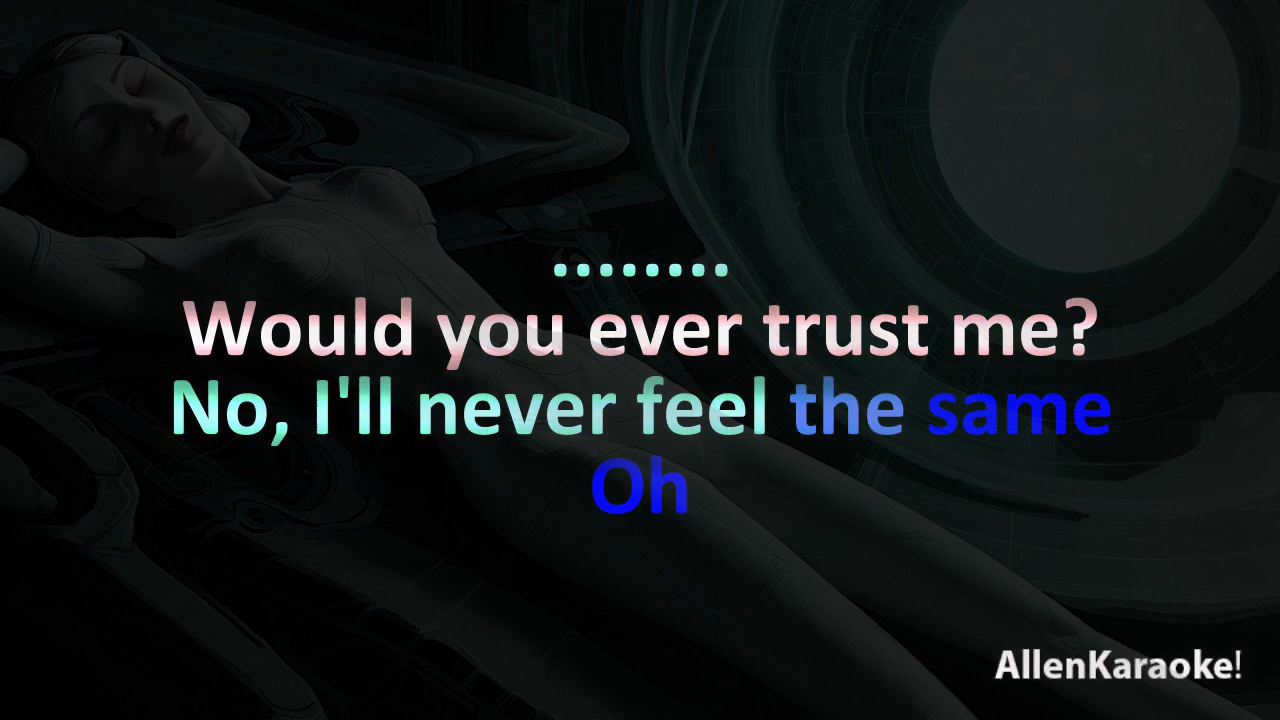 ........
Would you ever trust me?
No, I'll never feel the same
Oh
AllenKaraoke!